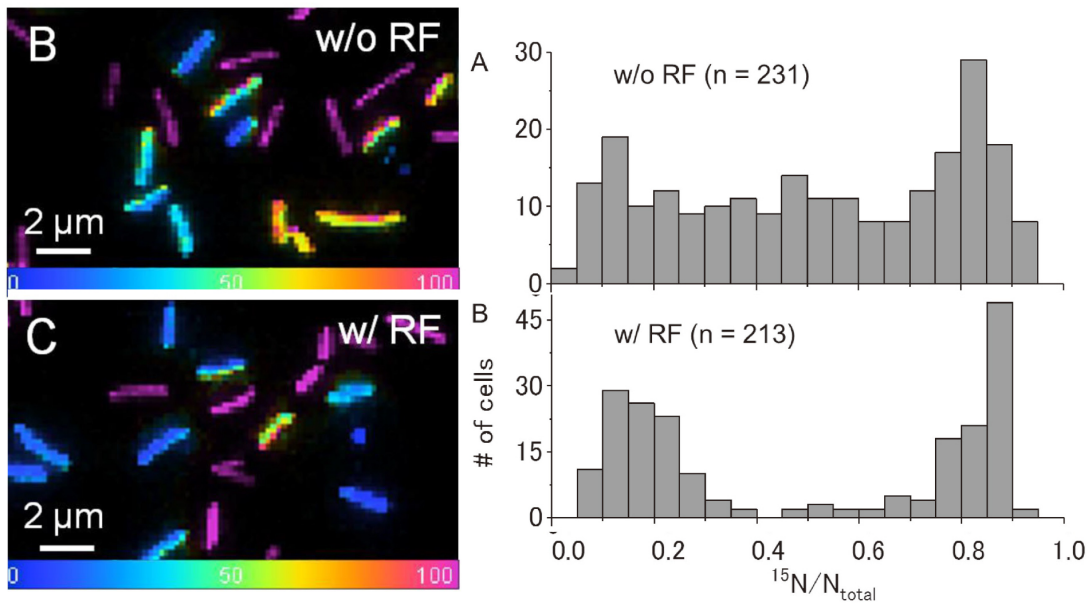 B
w/o RF
2 μm
0 50 100
C
w/ RF
2 μm
0 50 100
A
w/o RF (n = 231)
30
20
10
0
B
w/ RF (n = 213)
45
30
15
0
# of cells
0.0 0.2 0.4 0.6 0.8 1.0
¹⁵N/Nₜₒₜₐₗ